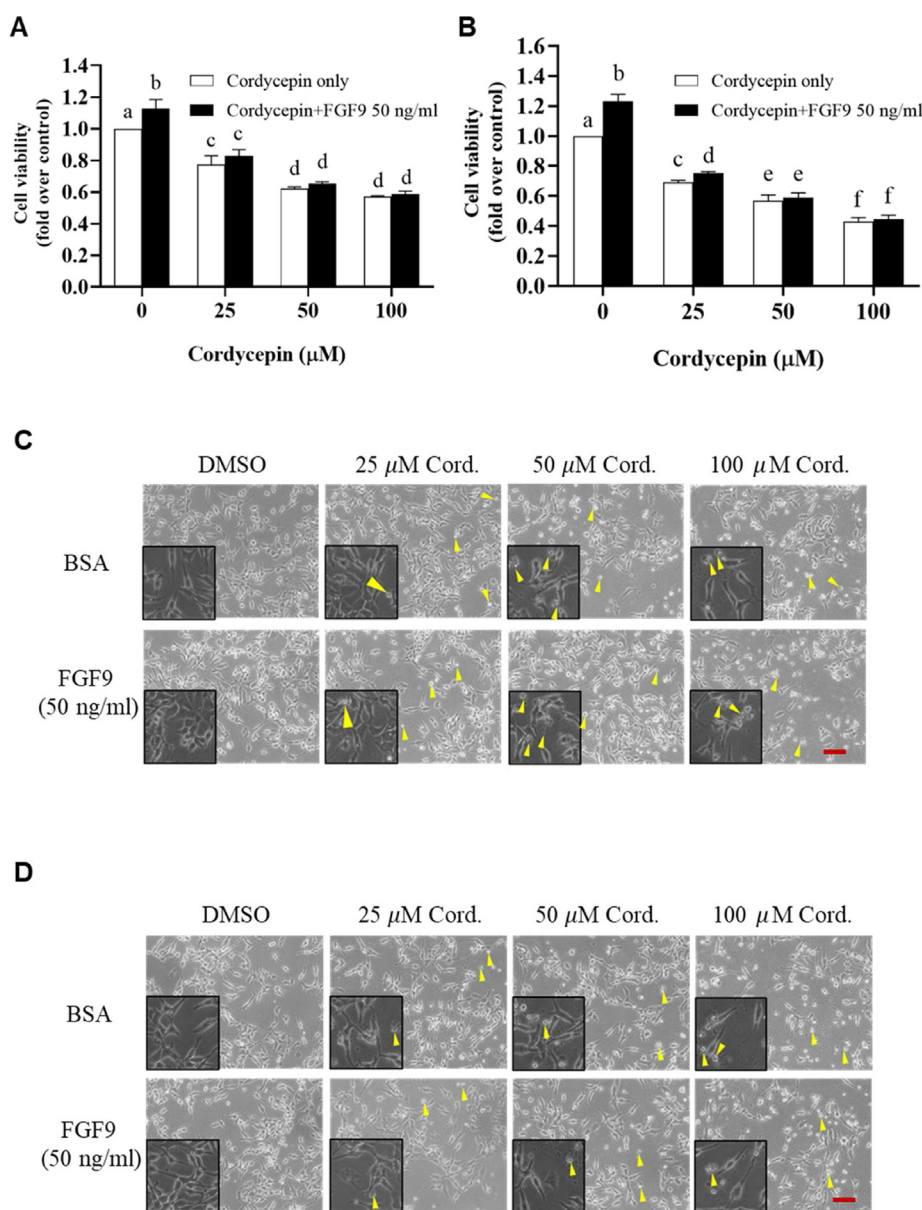 A
Cell viability
(fold over control)
1.4
1.2
1.0
0.8
0.6
0.4
0.2
0.0
Cordycepin only
Cordycepin+FGF9 50 ng/ml
a
b
c
c
d
d
d
d
0
25
50
100
Cordycepin (μM)
B
Cell viability
(fold over control)
1.6
1.4
1.2
1.0
0.8
0.6
0.4
0.2
0.0
Cordycepin only
Cordycepin+FGF9 50 ng/ml
a
b
c
d
e
e
f
f
0
25
50
100
Cordycepin (μM)
C
DMSO
25 μM Cord.
50 μM Cord.
100 μM Cord.
BSA
FGF9
(50 ng/ml)
D
DMSO
25 μM Cord.
50 μM Cord.
100 μM Cord.
BSA
FGF9
(50 ng/ml)